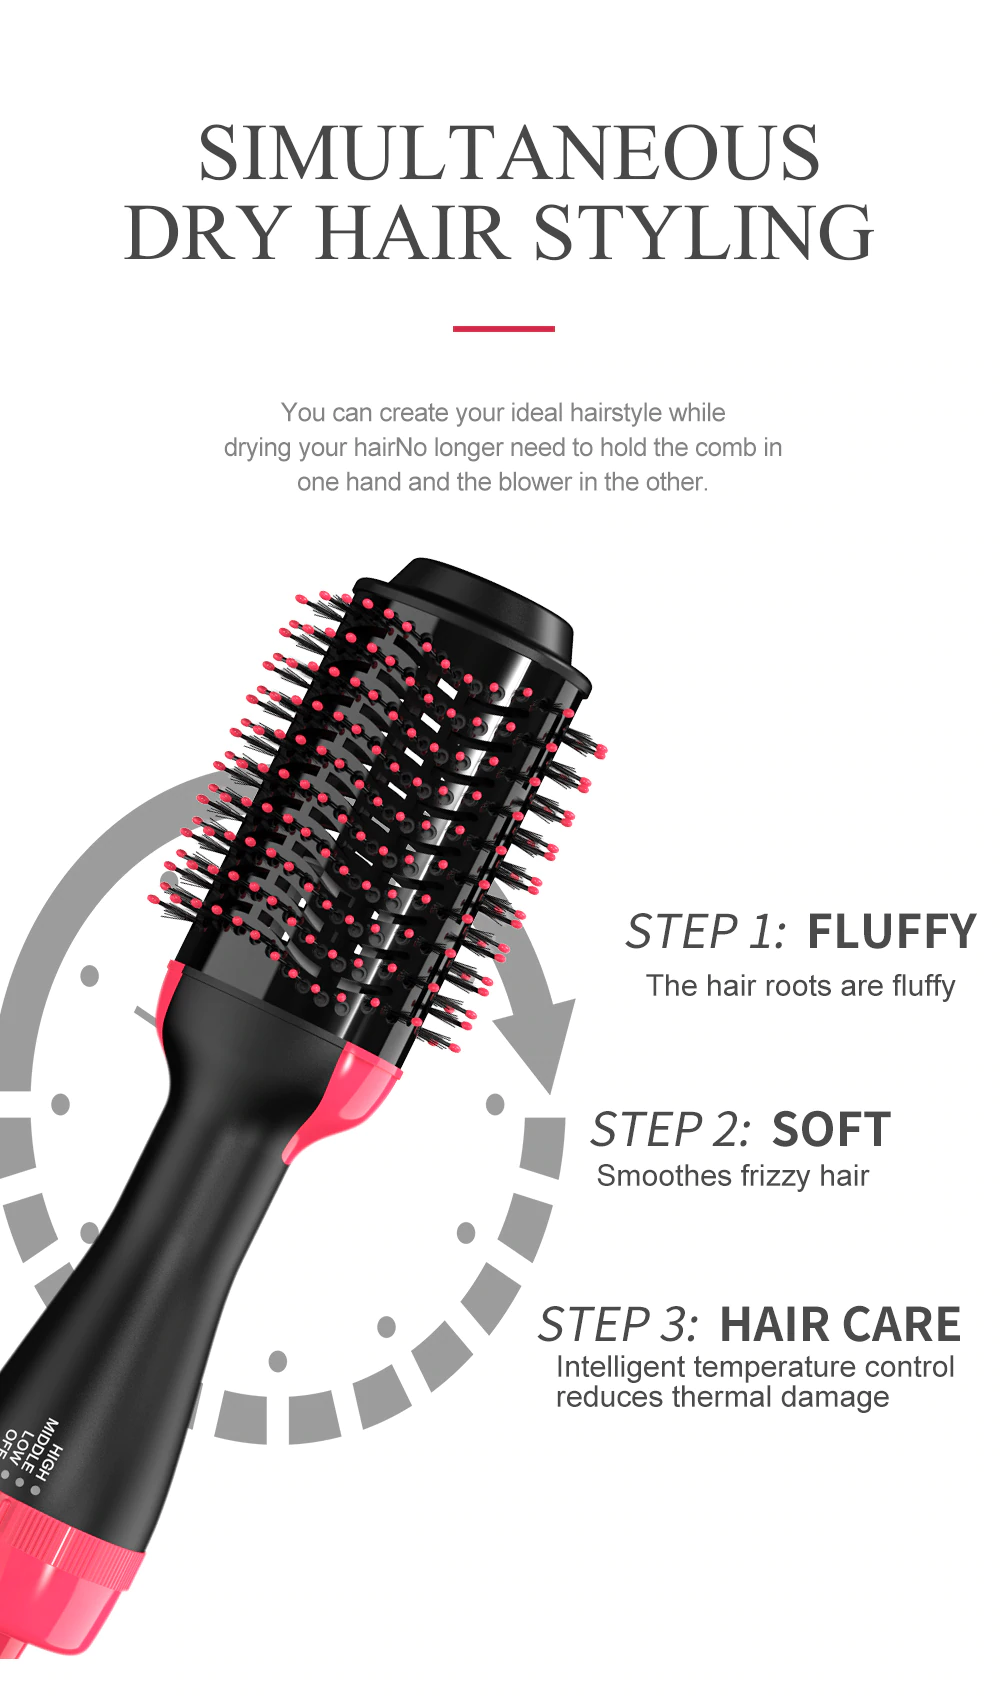 SIMULTANEOUS
DRY HAIR STYLING
You can create your ideal hairstyle while
drying your hairNo longer need to hold the comb in
one hand and the blower in the other.
STEP 1: FLUFFY
The hair roots are fluffy
STEP 2: SOFT
Smoothes frizzy hair
STEP 3: HAIR CARE
Intelligent temperature control
reduces thermal damage
HIGH
MIDDLE
LOW
OFF